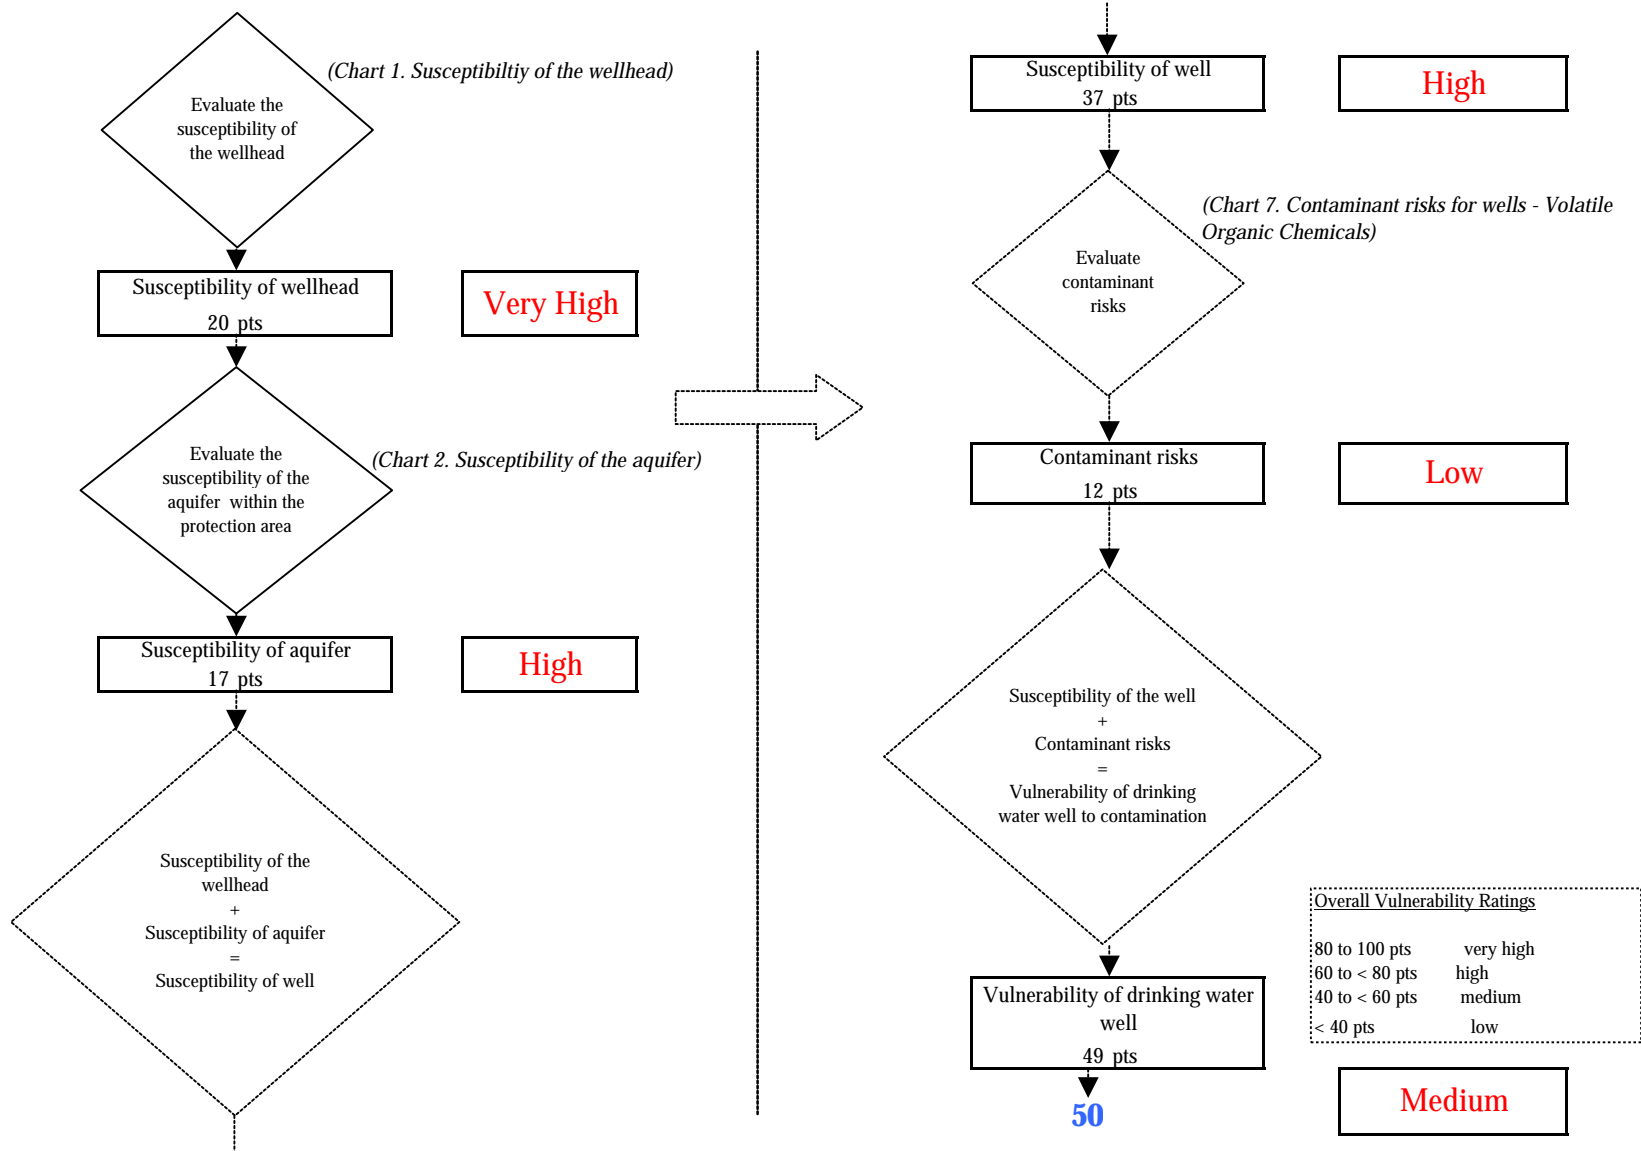 (Chart 1. Susceptibiltiy of the wellhead)
Evaluate the
susceptibility of
the wellhead
Susceptibility of wellhead
20 pts
Very High
Evaluate the
susceptibility of the
aquifer within the
protection area
(Chart 2. Susceptibility of the aquifer)
Susceptibility of aquifer
17 pts
High
Susceptibility of the
wellhead
+
Susceptibility of aquifer
=
Susceptibility of well
Susceptibility of well
37 pts
High
(Chart 7. Contaminant risks for wells - Volatile
Organic Chemicals)
Evaluate
contaminant
risks
Contaminant risks
12 pts
Low
Susceptibility of the well
+
Contaminant risks
=
Vulnerability of drinking
water well to contamination
Overall Vulnerability Ratings
80 to 100 pts very high
60 to < 80 pts high
40 to < 60 pts medium
< 40 pts low
Vulnerability of drinking water
well
49 pts
50
Medium